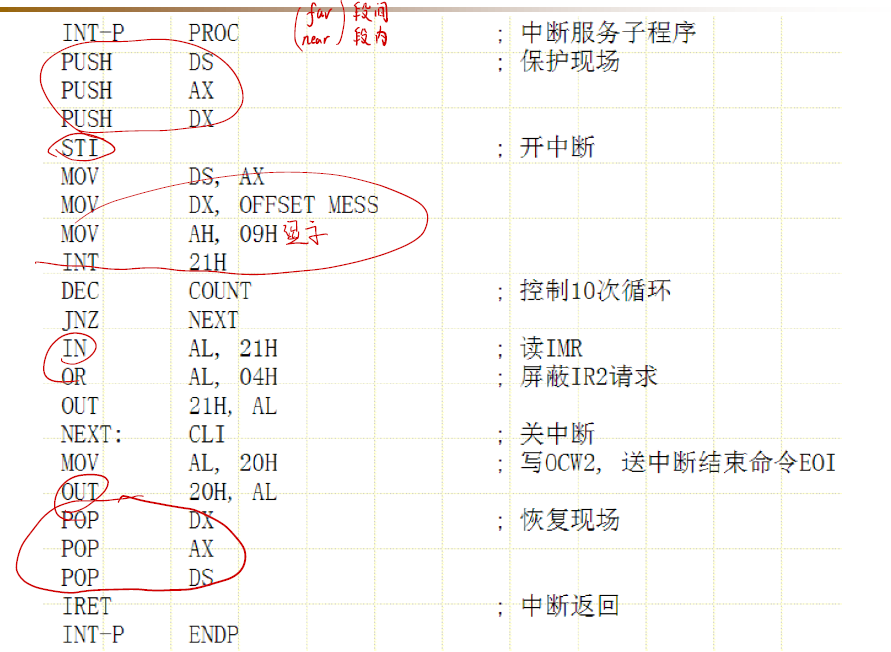 (far) 段间
(near) 段内
INT-P PROC ; 中断服务子程序
PUSH DS ; 保护现场
PUSH AX
PUSH DX
STI ; 开中断
MOV DS, AX
MOV DX, OFFSET MESS
MOV AH, 09H 显示
INT 21H
DEC COUNT ; 控制10次循环
JNZ NEXT
IN AL, 21H ; 读IMR
OR AL, 04H ; 屏蔽IR2请求
OUT 21H, AL
NEXT: CLI ; 关中断
MOV AL, 20H ; 写OCW2, 送中断结束命令EOI
OUT 20H, AL
POP DX ; 恢复现场
POP AX
POP DS
IRET ; 中断返回
INT-P ENDP